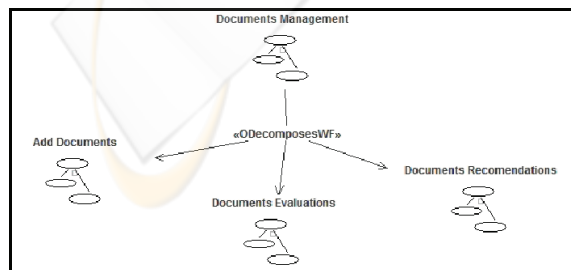 Documents Management
«ODecomposesWF»
Add Documents
Documents Recomendations
Documents Evaluations